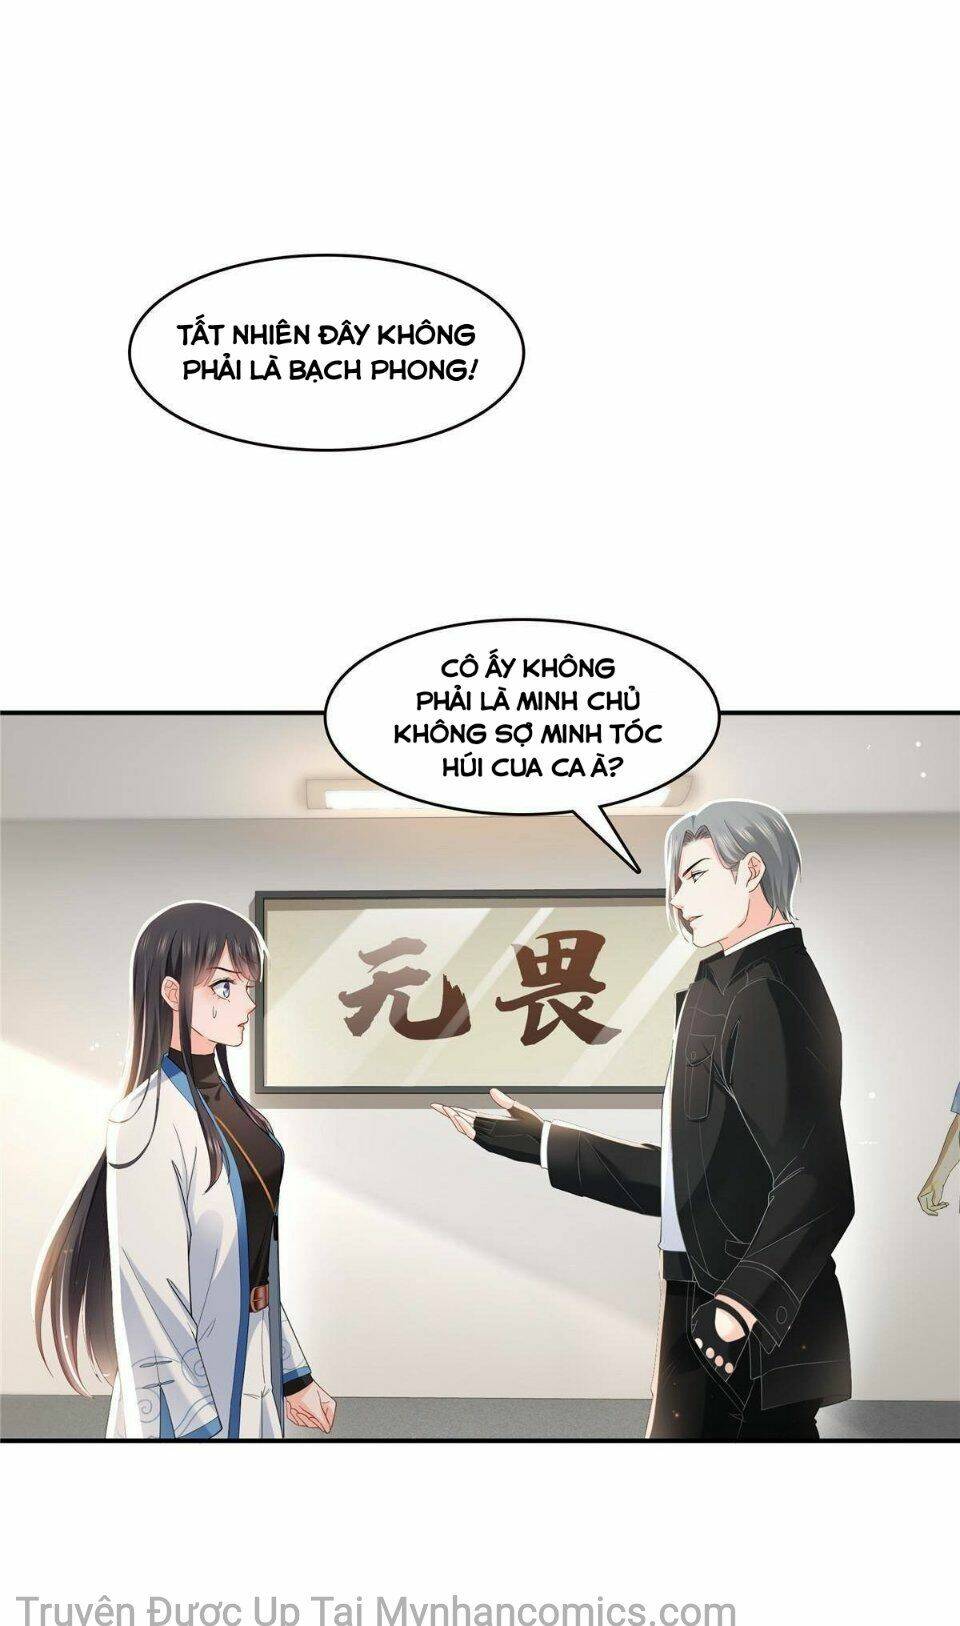 TẤT NHIÊN ĐÂY KHÔNG
PHẢI LÀ BẠCH PHONG!
CÔ ẤY KHÔNG
PHẢI LÀ MINH CHỦ
KHÔNG SỢ MINH TÓC
HÚI CUA CA À?
无畏
Truyện Được Up Tại Mynhancomics.com